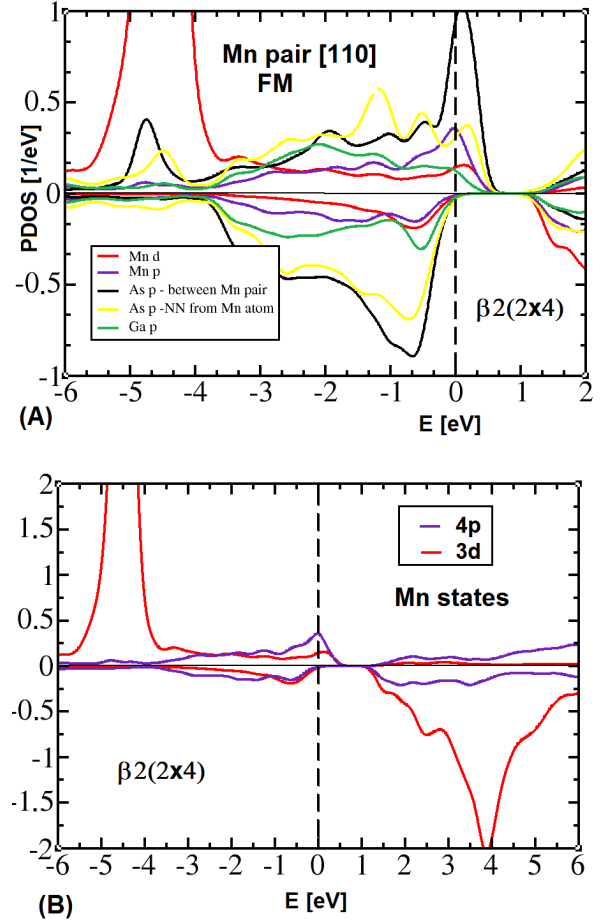 1
Mn pair [110]
FM
0.5
PDOS [1/eV]
0
Mn d
Mn p
As p - between Mn pair
As p -NN from Mn atom
Ga p
-0.5
β2(2x4)
-1
-6 -5 -4 -3 -2 -1 0 1 2
(A)
E [eV]
2
1.5
4p
3d
1
Mn states
0.5
0
-0.5
-1
β2(2x4)
-1.5
-2
-6 -5 -4 -3 -2 -1 0 1 2 3 4 5 6
(B)
E [eV]